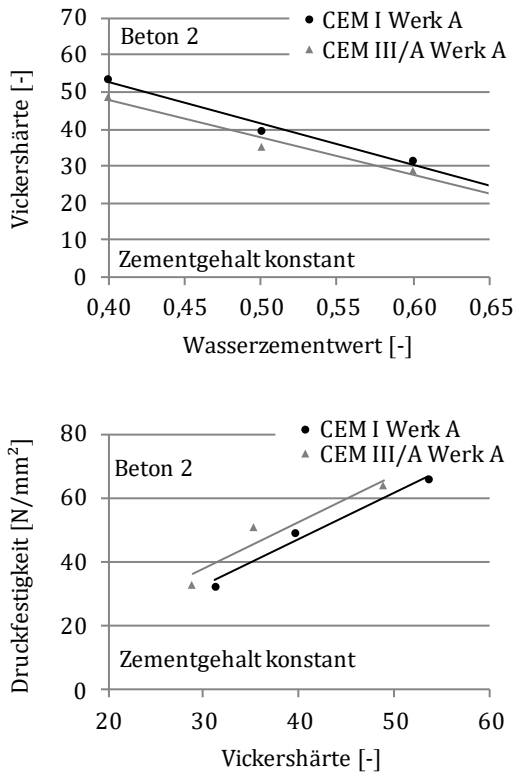 Vickershärte [-]
70
60
50
40
30
20
10
0
Beton 2
CEM I Werk A
CEM III/A Werk A
Zementgehalt konstant
0,40 0,45 0,50 0,55 0,60 0,65
Wasserzementwert [-]
Druckfestigkeit [N/mm²]
80
60
40
20
0
Beton 2
CEM I Werk A
CEM III/A Werk A
Zementgehalt konstant
20 30 40 50 60
Vickershärte [-]